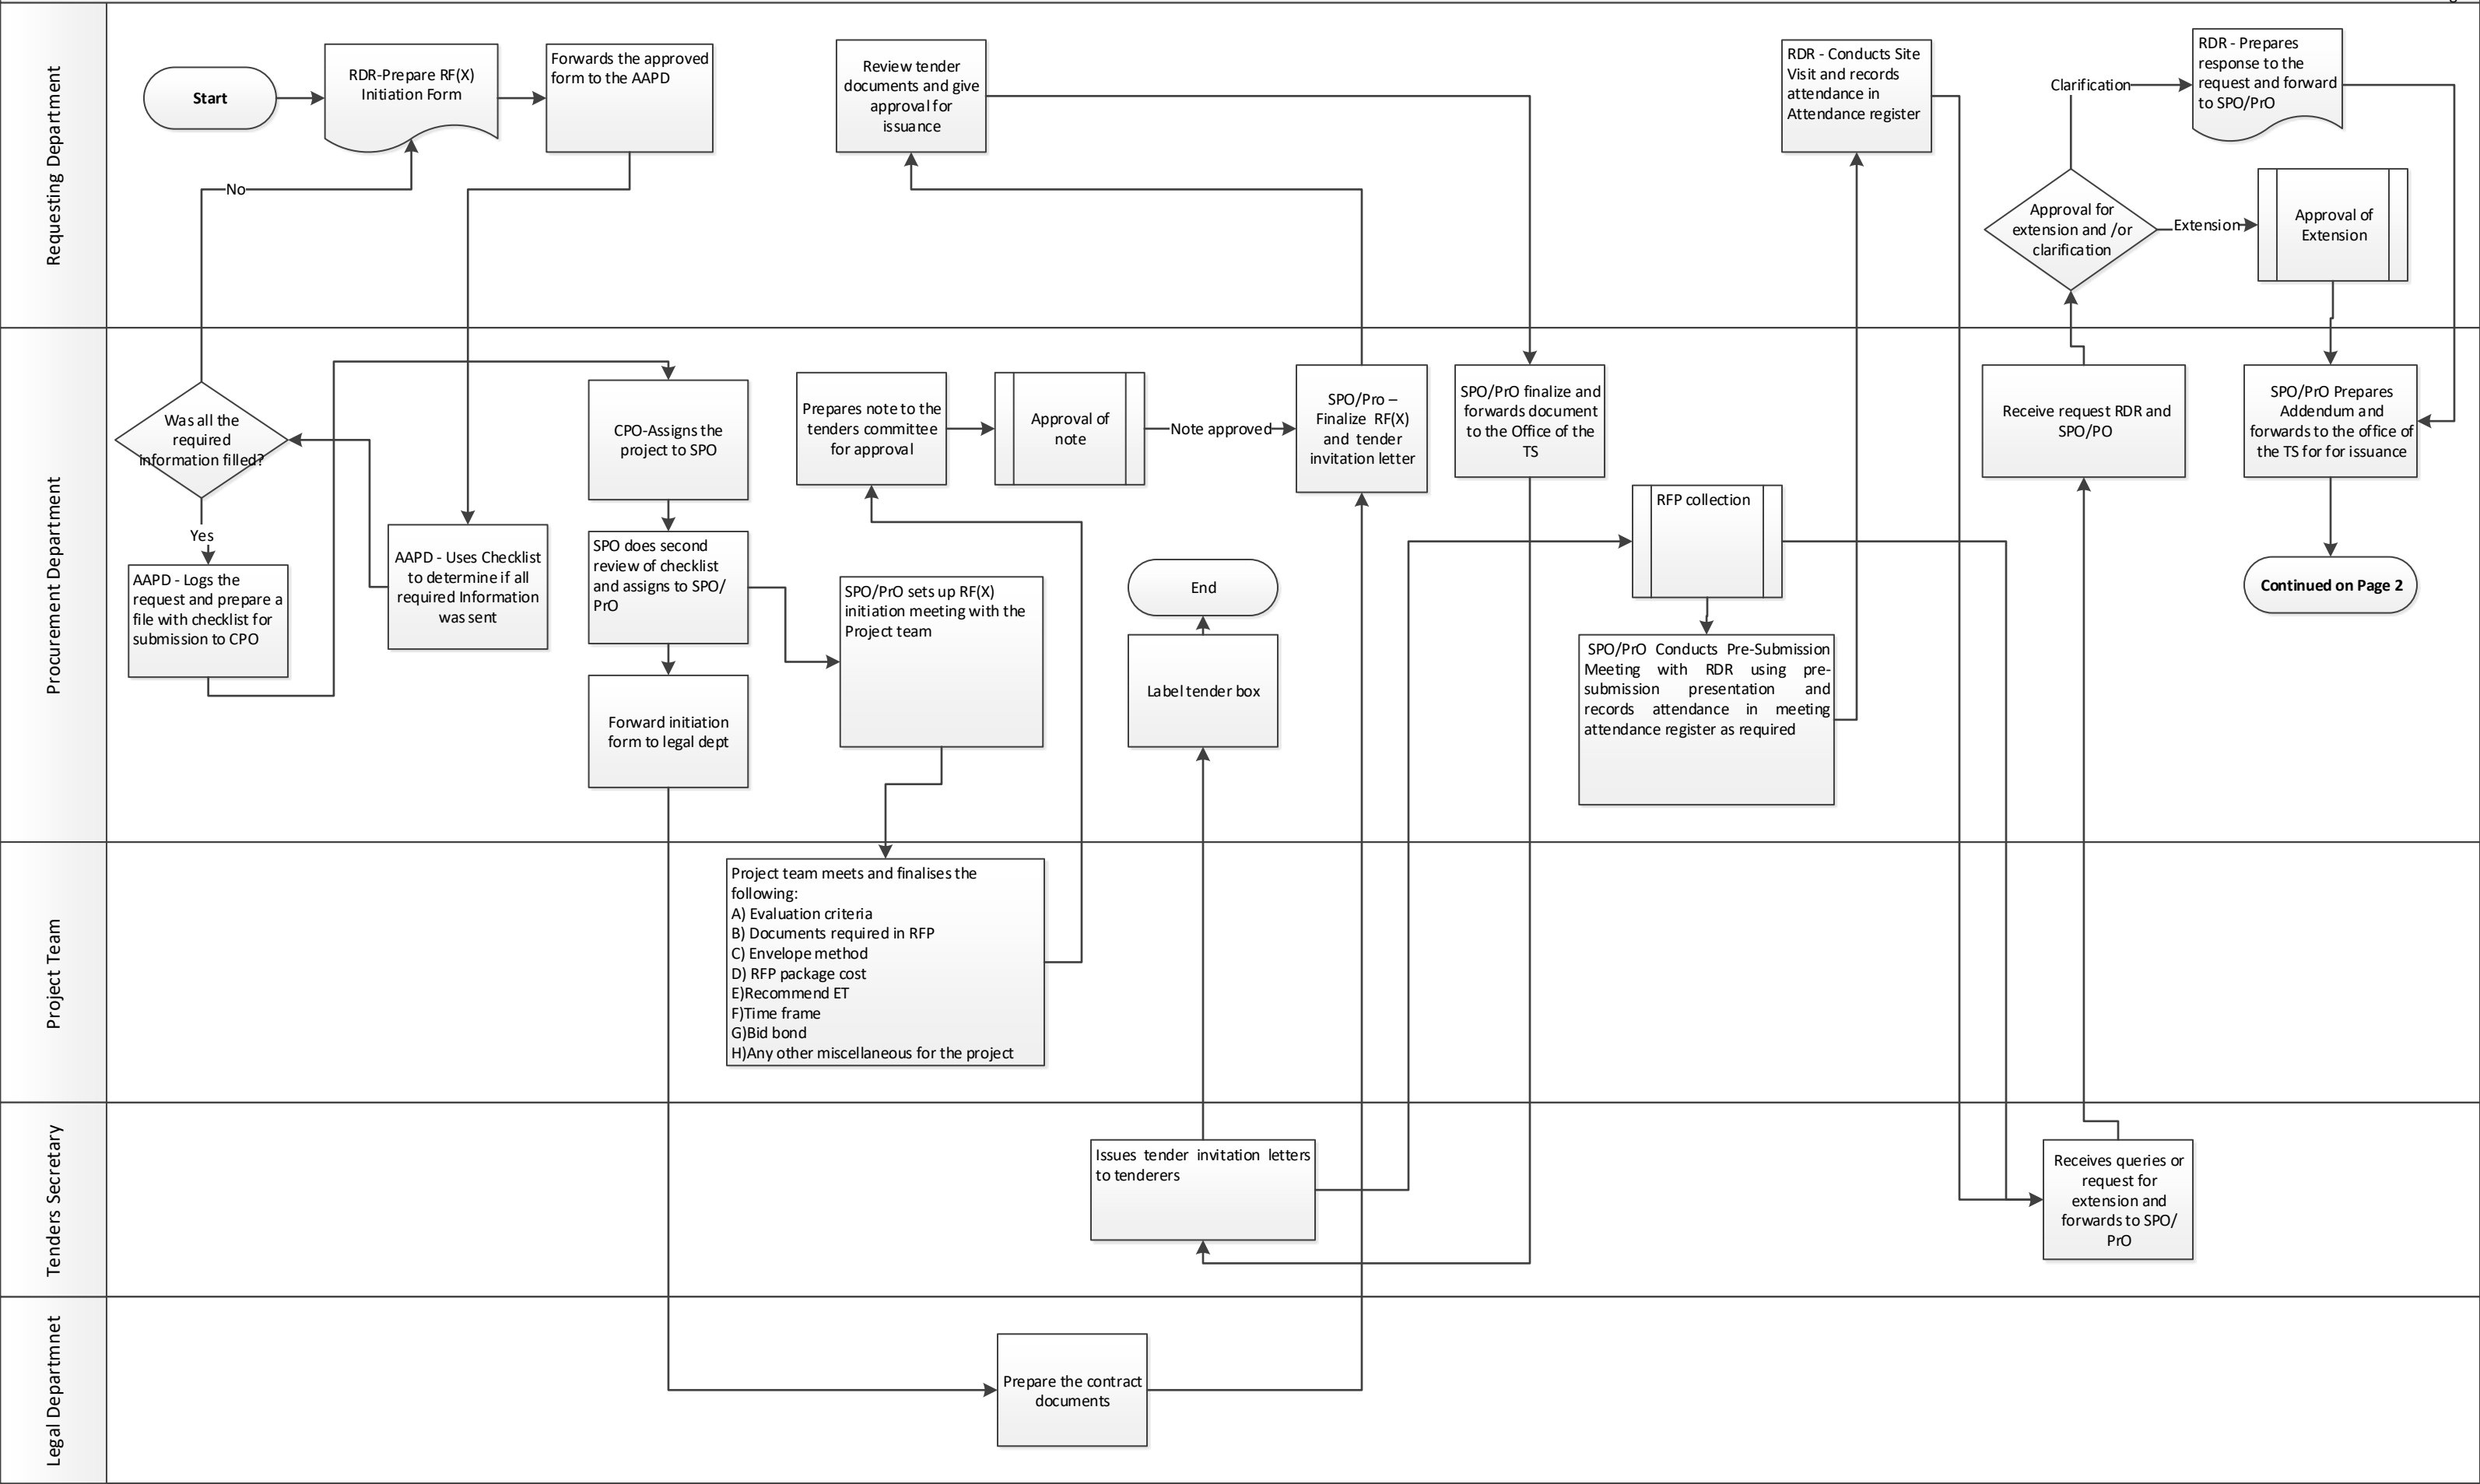 Requesting Department
Start
RDR-Prepare RF(X)
Initiation Form
Forwards the approved
form to the AAPD
Review tender
documents and give
approval for
issuance
RDR - Conducts Site
Visit and records
attendance in
Attendance register
Clarification
RDR - Prepares
response to the
request and forward
to SPO/PrO
No
Approval for
extension and /or
clarification
Extension
Approval of
Extension
Procurement Department
Was all the
required
information filled?
Yes
AAPD - Logs the
request and prepare a
file with checklist for
submission to CPO
AAPD - Uses Checklist
to determine if all
required Information
was sent
CPO-Assigns the
project to SPO
SPO does second
review of checklist
and assigns to SPO/
PrO
Forward initiation
form to legal dept
Prepares note to the
tenders committee
for approval
Approval of
note
Note approved
SPO/PrO sets up RF(X)
initiation meeting with the
Project team
End
Label tender box
SPO/Pro –
Finalize RF(X)
and tender
invitation letter
SPO/PrO finalize and
forwards document
to the Office of the
TS
RFP collection
SPO/PrO Conducts Pre-Submission
Meeting with RDR using pre-
submission presentation and
records attendance in meeting
attendance register as required
Receive request RDR and
SPO/PO
SPO/PrO Prepares
Addendum and
forwards to the office of
the TS for for issuance
Continued on Page 2
Project Team
Project team meets and finalises the
following:
A) Evaluation criteria
B) Documents required in RFP
C) Envelope method
D) RFP package cost
E)Recommend ET
F)Time frame
G)Bid bond
H)Any other miscellaneous for the project
Tenders Secretary
Issues tender invitation letters
to tenderers
Receives queries or
request for
extension and
forwards to SPO/
PrO
Legal Departmnet
Prepare the contract
documents